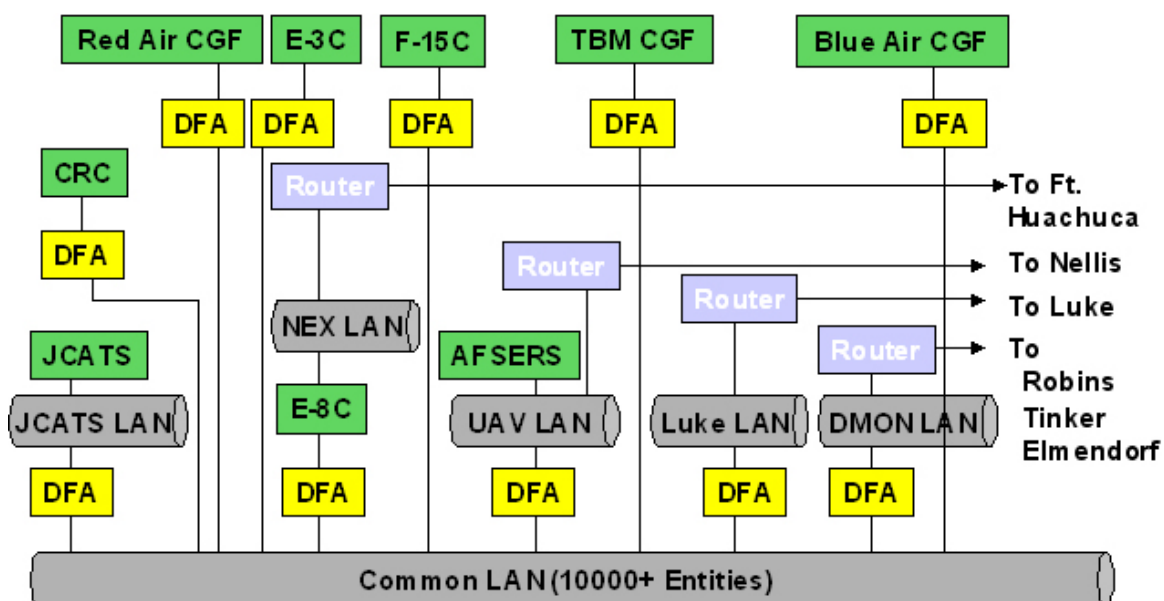 Red Air CGF
E-3C
F-15C
TBM CGF
Blue Air CGF
DFA
DFA
DFA
DFA
DFA
CRC
Router
To Ft.
Huachuca
DFA
Router
To Nellis
Router
To Luke
NEX LAN
JCATS
AFSERS
Router
To
Robins
Tinker
Elmendorf
JCATS LAN
E-8C
UAV LAN
Luke LAN
DMON LAN
DFA
DFA
DFA
DFA
DFA
Common LAN (10000+ Entities)